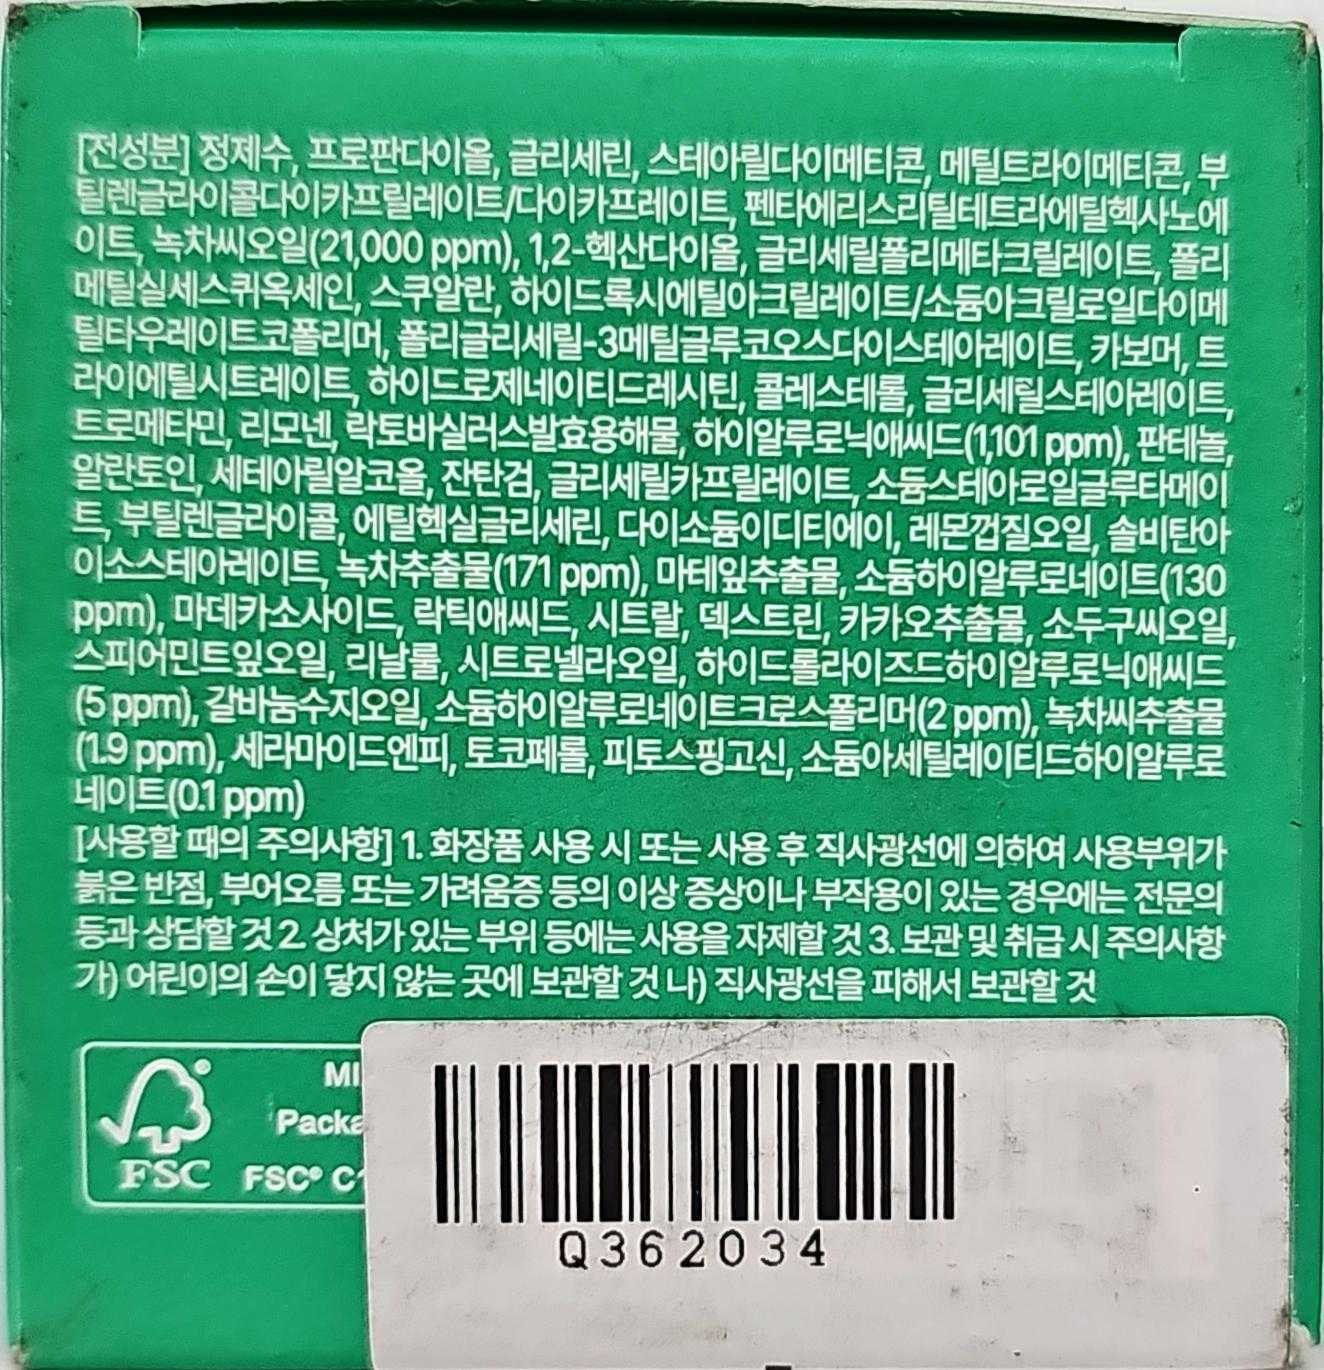 [전성분] 정제수, 프로판다이올, 글리세린, 스테아릴다이메티콘, 메틸트라이메티콘, 부
틸렌글라이콜다이카프릴레이트/다이카프레이트, 펜타에리스리틸테트라에틸헥사노에
이트, 녹차씨오일(21,000 ppm), 1,2-헥산다이올, 글리세릴폴리메타크릴레이트, 폴리
메틸실세스퀴옥세인, 스쿠알란, 하이드록시에틸아크릴레이트/소듐아크릴로일다이메
틸타우레이트코폴리머, 폴리글리세릴-3메틸글루코오스다이스테아레이트, 카보머, 트
라이에틸시트레이트, 하이드로제네이티드레시틴, 콜레스테롤, 글리세릴스테아레이트,
트로메타민, 리모넨, 락토바실러스발효용해물, 하이알루로닉애씨드(1,101 ppm), 판테놀,
알란토인, 세테아릴알코올, 잔탄검, 글리세릴카프릴레이트, 소듐스테아로일글루타메이
트, 부틸렌글라이콜, 에틸헥실글리세린, 다이소듐이디티에이, 레몬껍질오일, 솔비탄아
이소스테아레이트, 녹차추출물(171 ppm), 마테잎추출물, 소듐하이알루로네이트(130
ppm), 마데카소사이드, 락틱애씨드, 시트랄, 덱스트린, 카카오추출물, 소두구씨오일,
스피어민트잎오일, 리날룰, 시트로넬라오일, 하이드롤라이즈드하이알루로닉애씨드
(5 ppm), 갈바눔수지오일, 소듐하이알루로네이트크로스폴리머(2 ppm), 녹차씨추출물
(1.9 ppm), 세라마이드엔피, 토코페롤, 피토스핑고신, 소듐아세틸레이티드하이알루로
네이트(0.1 ppm)
[사용할 때의 주의사항] 1. 화장품 사용 시 또는 사용 후 직사광선에 의하여 사용부위가
붉은 반점, 부어오름 또는 가려움증 등의 이상 증상이나 부작용이 있는 경우에는 전문의
등과 상담할 것 2. 상처가 있는 부위 등에는 사용을 자제할 것 3. 보관 및 취급 시 주의사항
가) 어린이의 손이 닿지 않는 곳에 보관할 것 나) 직사광선을 피해서 보관할 것
MI
Packa
FSC
FSC® C1
Q362034